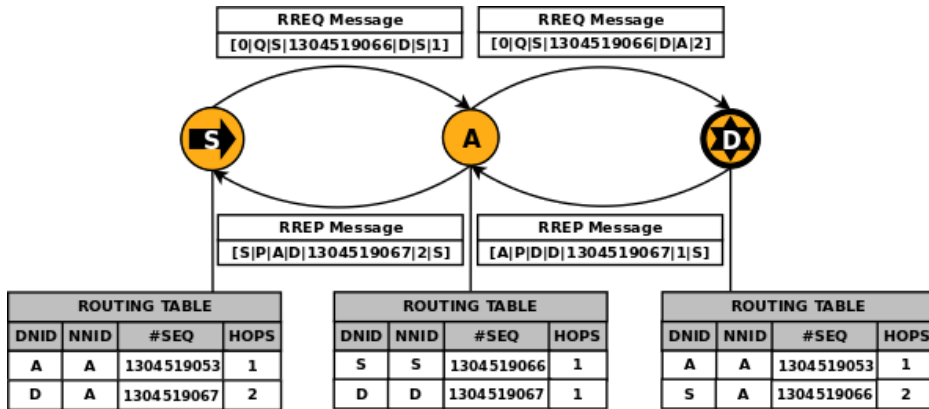 RREQ Message
[0|Q|S|1304519066|D|S|1]
RREQ Message
[0|Q|S|1304519066|D|A|2]
S
A
D
RREP Message
[S|P|A|D|1304519067|2|S]
RREP Message
[A|P|D|D|1304519067|1|S]
ROUTING TABLE
DNID NNID #SEQ HOPS
A A 1304519053 1
D A 1304519067 2
ROUTING TABLE
DNID NNID #SEQ HOPS
S S 1304519066 1
D D 1304519067 1
ROUTING TABLE
DNID NNID #SEQ HOPS
A A 1304519053 1
S A 1304519066 2